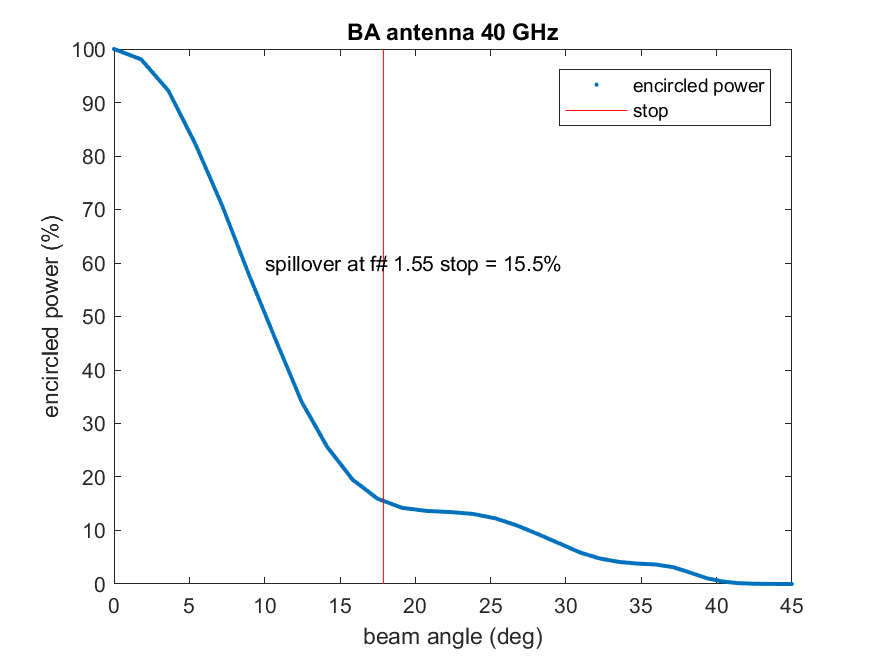 BA antenna 40 GHz
100
90
80
70
60
50
40
30
20
10
0
encircled power (%)
encircled power
stop
spillover at f# 1.55 stop = 15.5%
0 5 10 15 20 25 30 35 40 45
beam angle (deg)